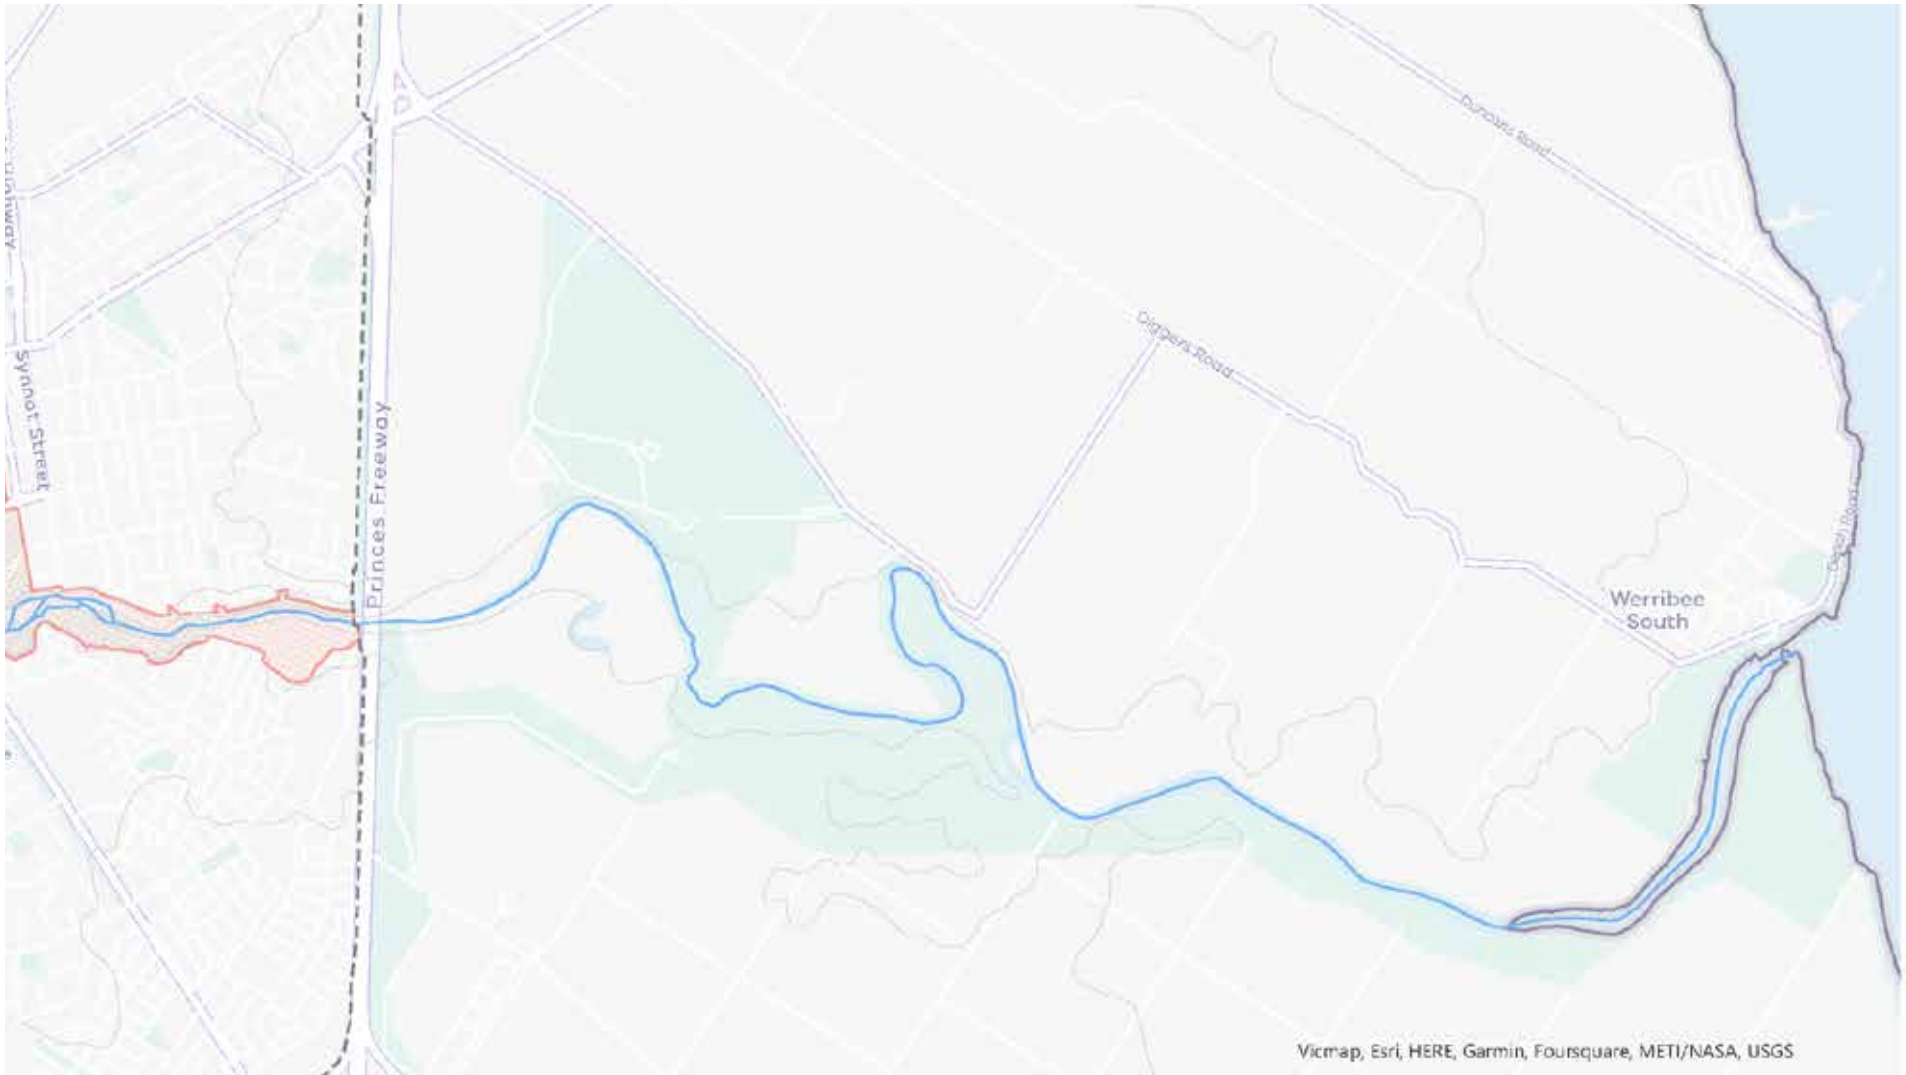 Duncans Road
Highway
Diggers Road
Synnot Street
Princes Freeway
Beach Road
Werribee
South
Vicmap, Esri, HERE, Garmin, Foursquare, METI/NASA, USGS